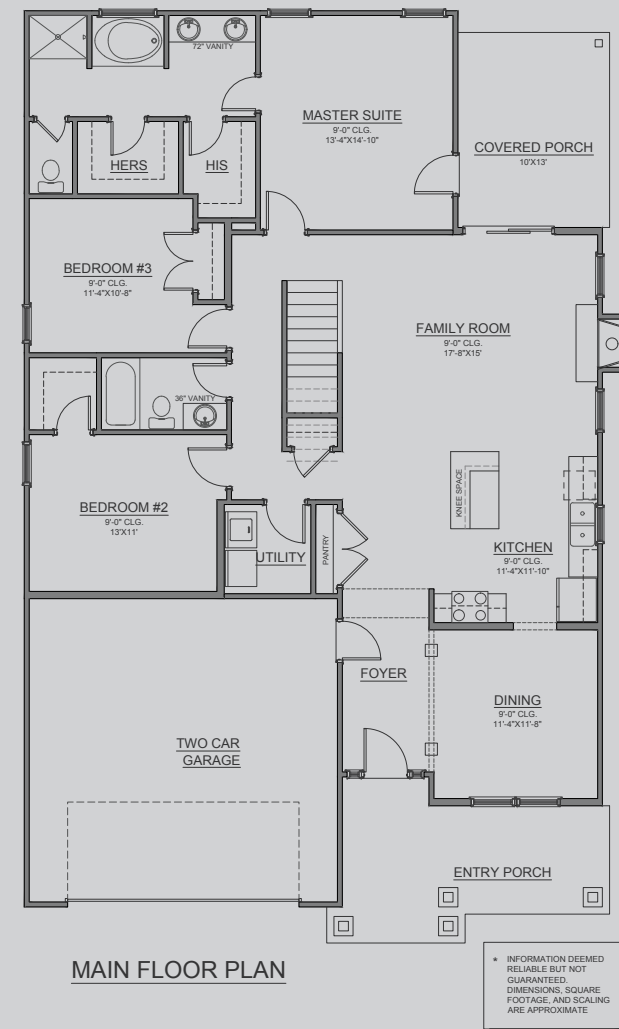 72" VANITY
MASTER SUITE
9'-0" CLG.
13'-4"X14'-10"
COVERED PORCH
10'X13'
HERS
HIS
BEDROOM #3
9'-0" CLG.
11'-4"X10'-8"
FAMILY ROOM
9'-0" CLG.
17'-8"X15'
36" VANITY
BEDROOM #2
9'-0" CLG.
13'X11'
KNEE SPACE
UTILITY
PANTRY
KITCHEN
9'-0" CLG.
11'-4"X11'-10"
FOYER
DINING
9'-0" CLG.
11'-4"X11'-8"
TWO CAR
GARAGE
ENTRY PORCH
MAIN FLOOR PLAN
* INFORMATION DEEMED
RELIABLE BUT NOT
GUARANTEED.
DIMENSIONS, SQUARE
FOOTAGE, AND SCALING
ARE APPROXIMATE